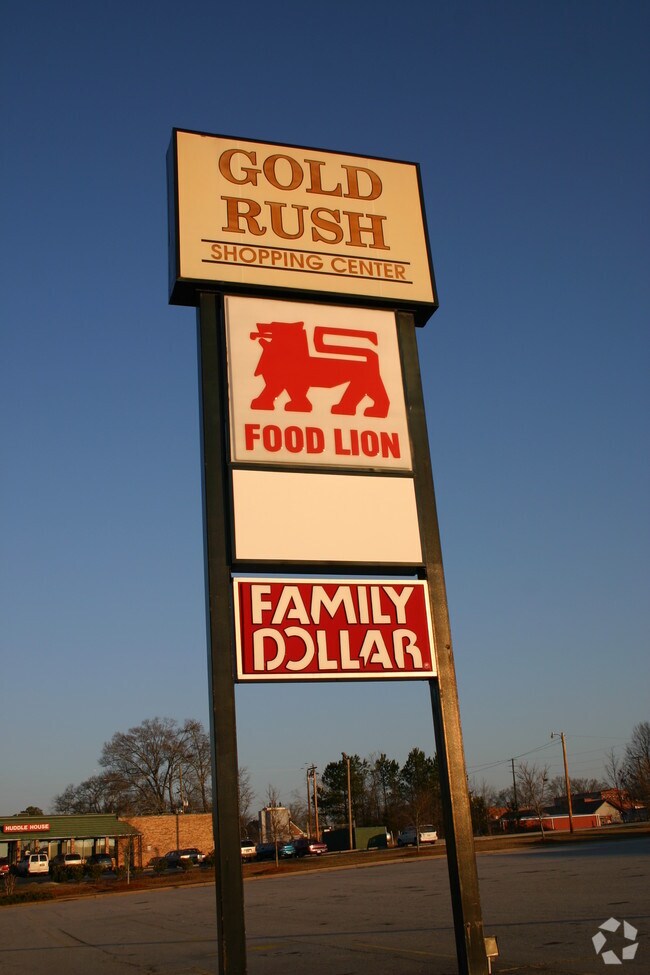 GOLD
RUSH
SHOPPING CENTER
FOOD LION
FAMILY
DOLLAR
HUDDLE HOUSE